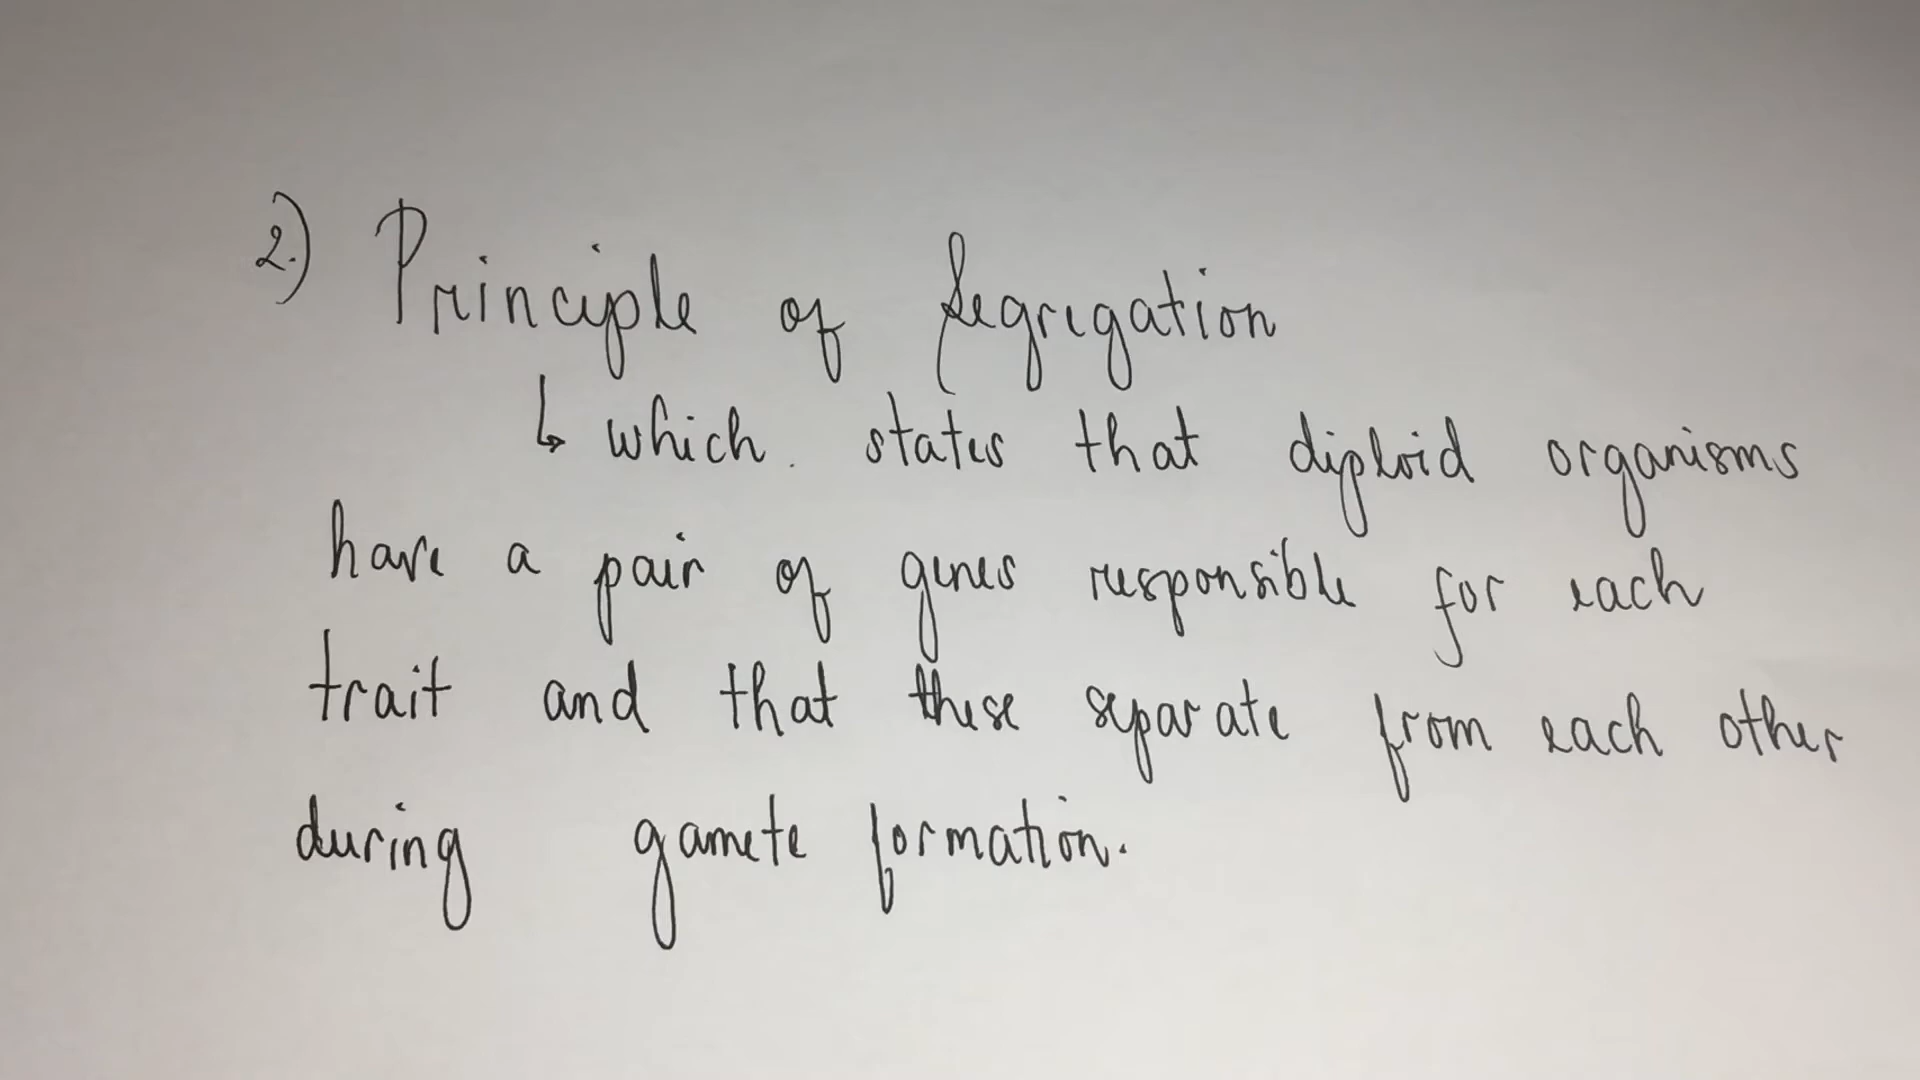 2.) Principle of Segregation
↳ which states that diploid organisms
have a pair of genes responsible for each
trait and that these separate from each other
during gamete formation.